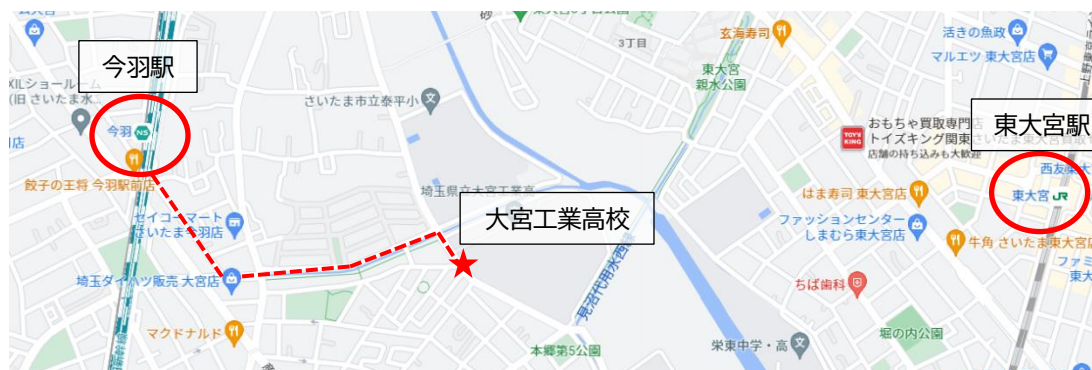 砂
3丁目
玄海寿司
活きの魚政
マルエツ 東大宮店
今羽駅
東大宮
親水公園
さいたま市立泰平小
今羽
NS
おもちゃ買取専門店
トイズキング関東
店舗の持ち込みも大歓迎
TOY'S
KING
東大宮駅
餃子の王将 今羽駅前店
埼玉県立大宮工業高
はま寿司 東大宮店
東大宮
JR
大宮工業高校
セイコーマート
さいたま今羽店
ファッションセンター
しまむら東大宮店
牛角 さいたま東大宮店
埼玉ダイハツ販売 大宮店
見沼代用水西縁
ちば歯科
マクドナルド
堀の内公園
本郷第5公園
栄東中学・高